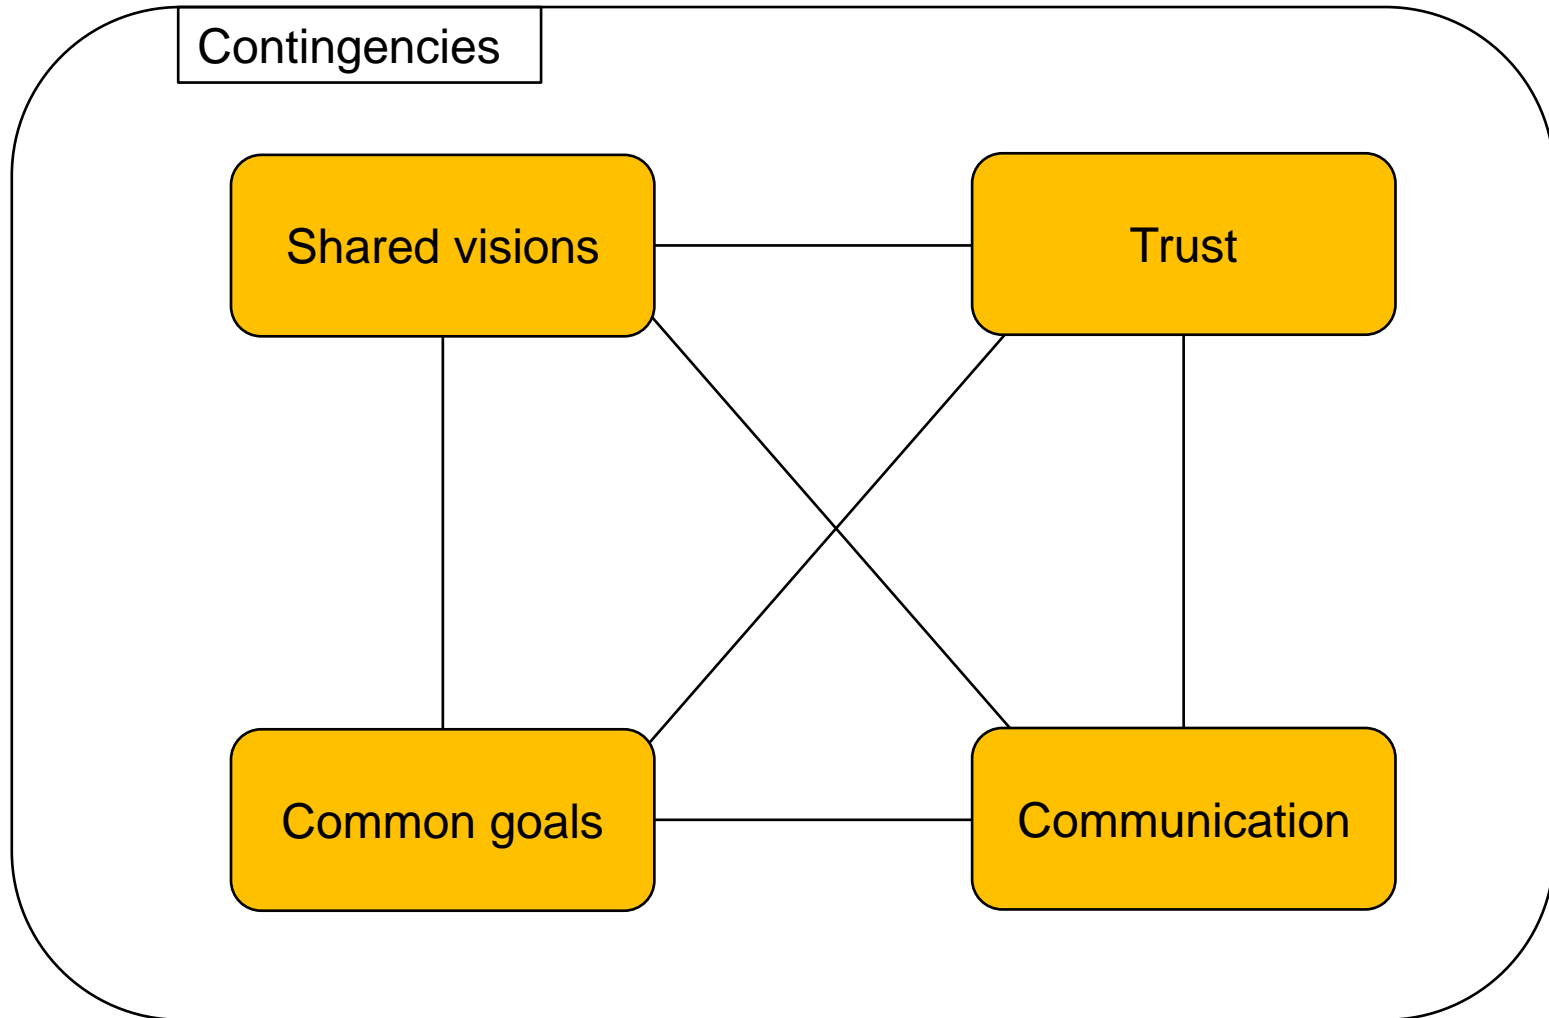 Contingencies
Shared visions
Trust
Common goals
Communication